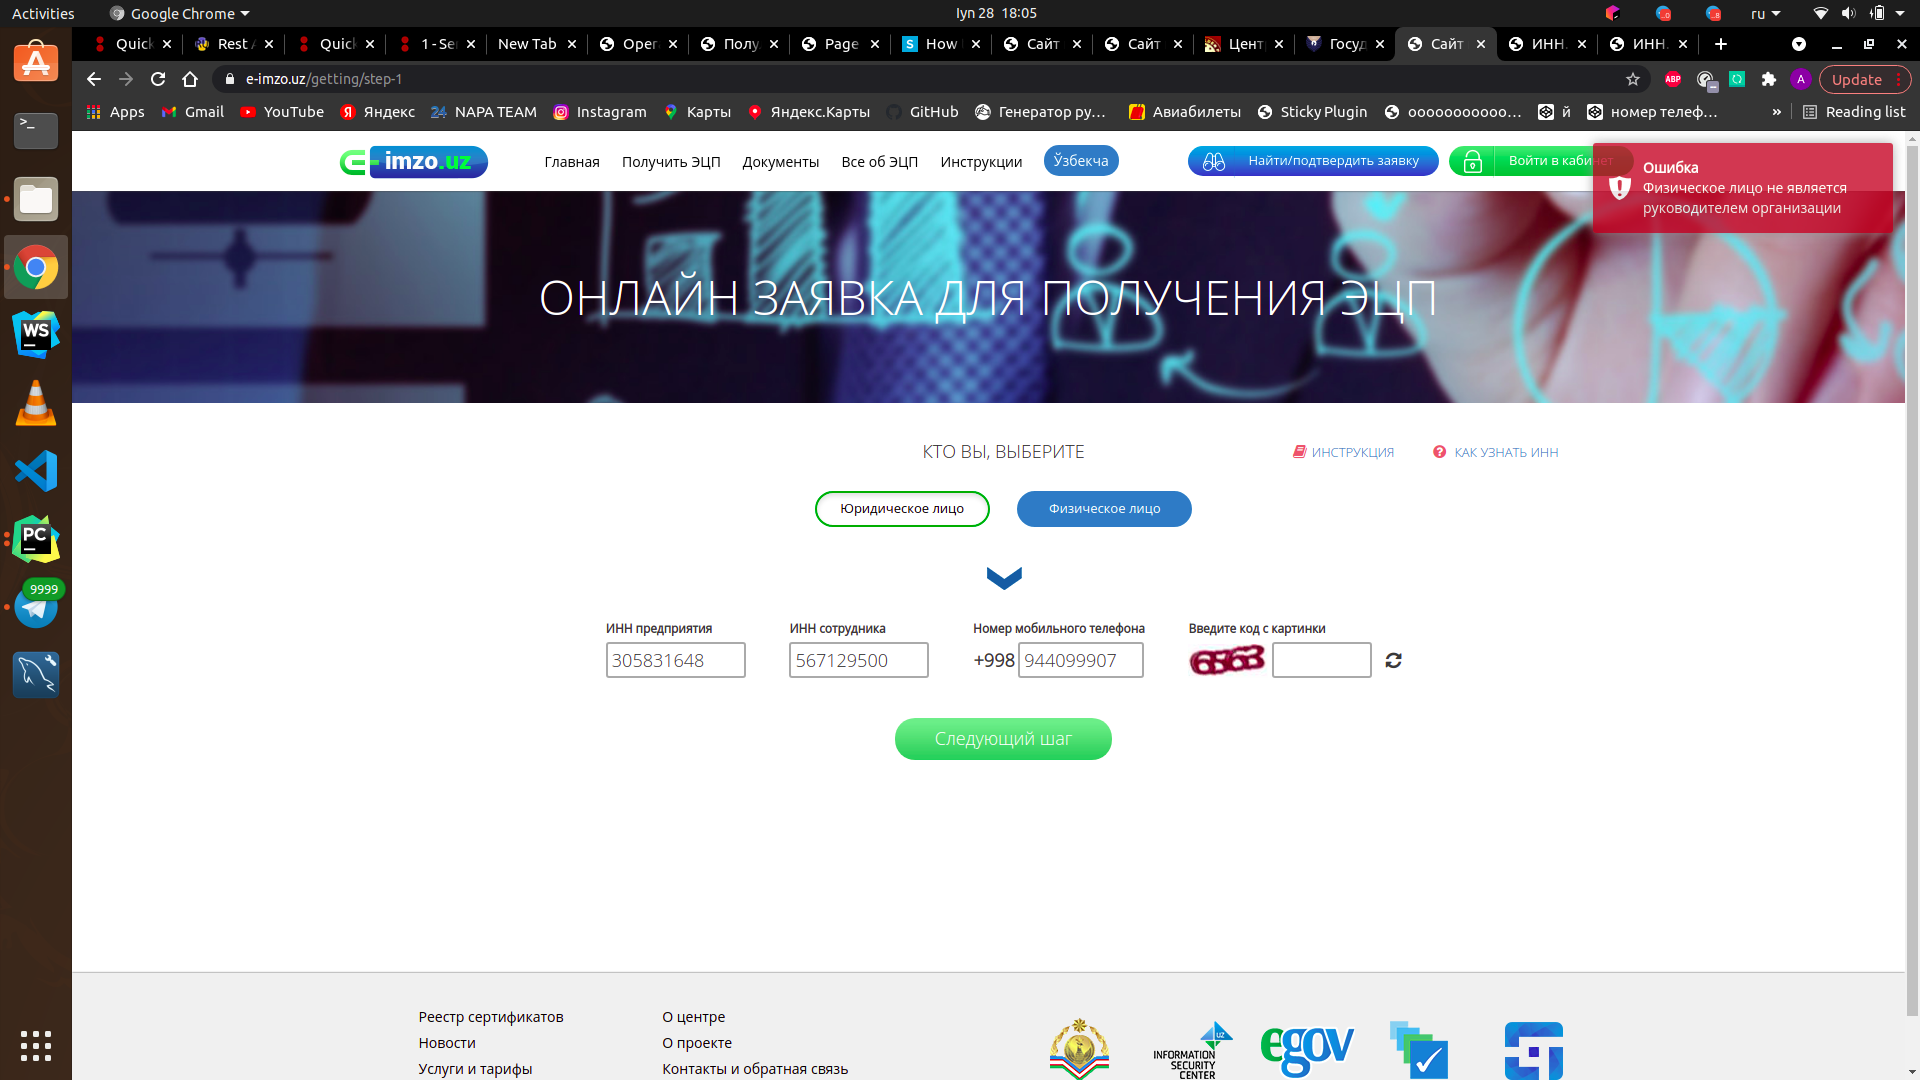 Activities
Google Chrome
Iyn 28 18:05
ru
Quick
Rest A
Quick
1 - Se
New Tab
Oper
Полу
Page
How
Сайт
Сайт
Цент
Госуд
Сайт
ИНН.
ИНН.
e-imzo.uz/getting/step-1
ABP
A
Update
Apps
Gmail
YouTube
Яндекс
24 NAPA TEAM
Instagram
Карты
Яндекс.Карты
GitHub
Генератор ру...
Авиабилеты
Sticky Plugin
ооооооооооо...
й
номер телеф...
»
Reading list
imzo.uz
Главная
Получить ЭЦП
Документы
Все об ЭЦП
Инструкции
Ўзбекча
Найти/подтвердить заявку
Войти в кабинет
Ошибка
Физическое лицо не является
руководителем организации
ОНЛАЙН ЗАЯВКА ДЛЯ ПОЛУЧЕНИЯ ЭЦП
КТО ВЫ, ВЫБЕРИТЕ
ИНСТРУКЦИЯ
КАК УЗНАТЬ ИНН
Юридическое лицо
Физическое лицо
ИНН предприятия
ИНН сотрудника
Номер мобильного телефона
Введите код с картинки
305831648
567129500
+998 944099907
6563
Следующий шаг
Реестр сертификатов
Новости
Услуги и тарифы
О центре
О проекте
Контакты и обратная связь
UZ
INFORMATION
SECURITY
CENTER
egov
WS
PC
9999